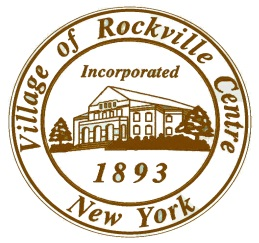 Village of Rockville Centre
Incorporated
1893
New York